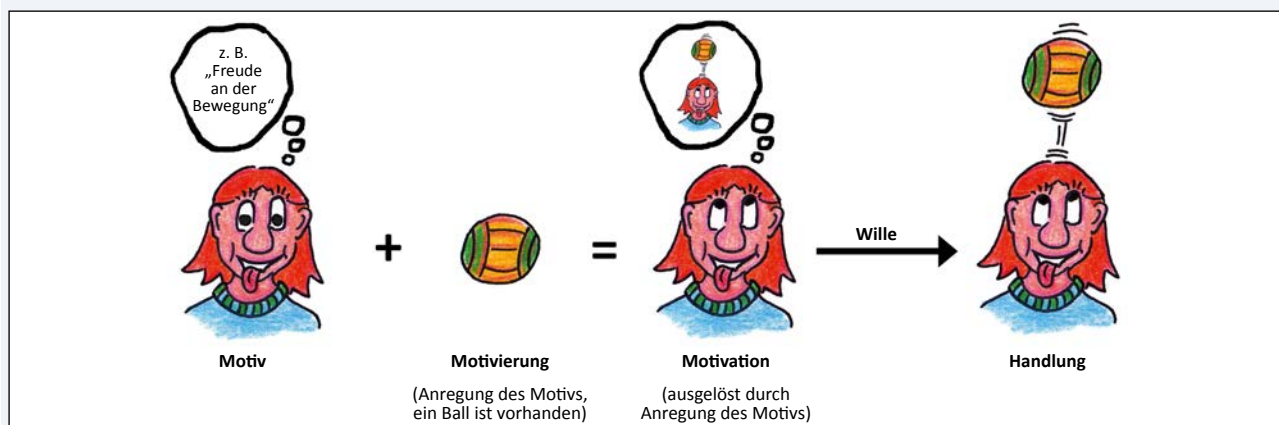 z. B.
„Freude
an der
Bewegung“
Wille
Motiv
Motivierung
Motivation
Handlung
(Anregung des Motivs,
ein Ball ist vorhanden)
(ausgelöst durch
Anregung des Motivs)